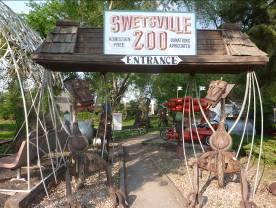 SWETSVILLE
ZOO
ADMISSION
FREE
DONATIONS
APPRECIATED
ENTRANCE